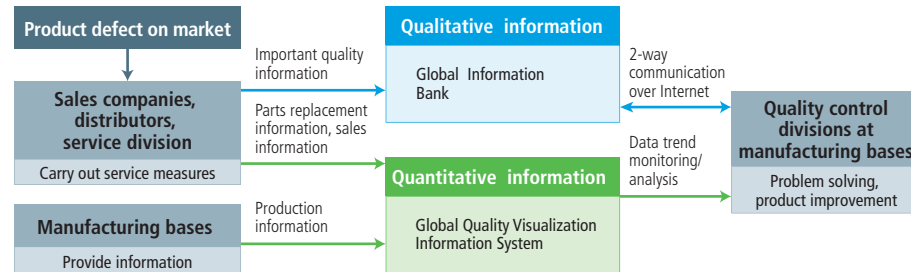 Product defect on market
Sales companies,
distributors,
service division
Carry out service measures
Manufacturing bases
Provide information
Important quality
information
Parts replacement
information, sales
information
Production
information
Qualitative information
Global Information
Bank
Quantitative information
Global Quality Visualization
Information System
2-way
communication
over Internet
Data trend
monitoring/
analysis
Quality control
divisions at
manufacturing bases
Problem solving,
product improvement